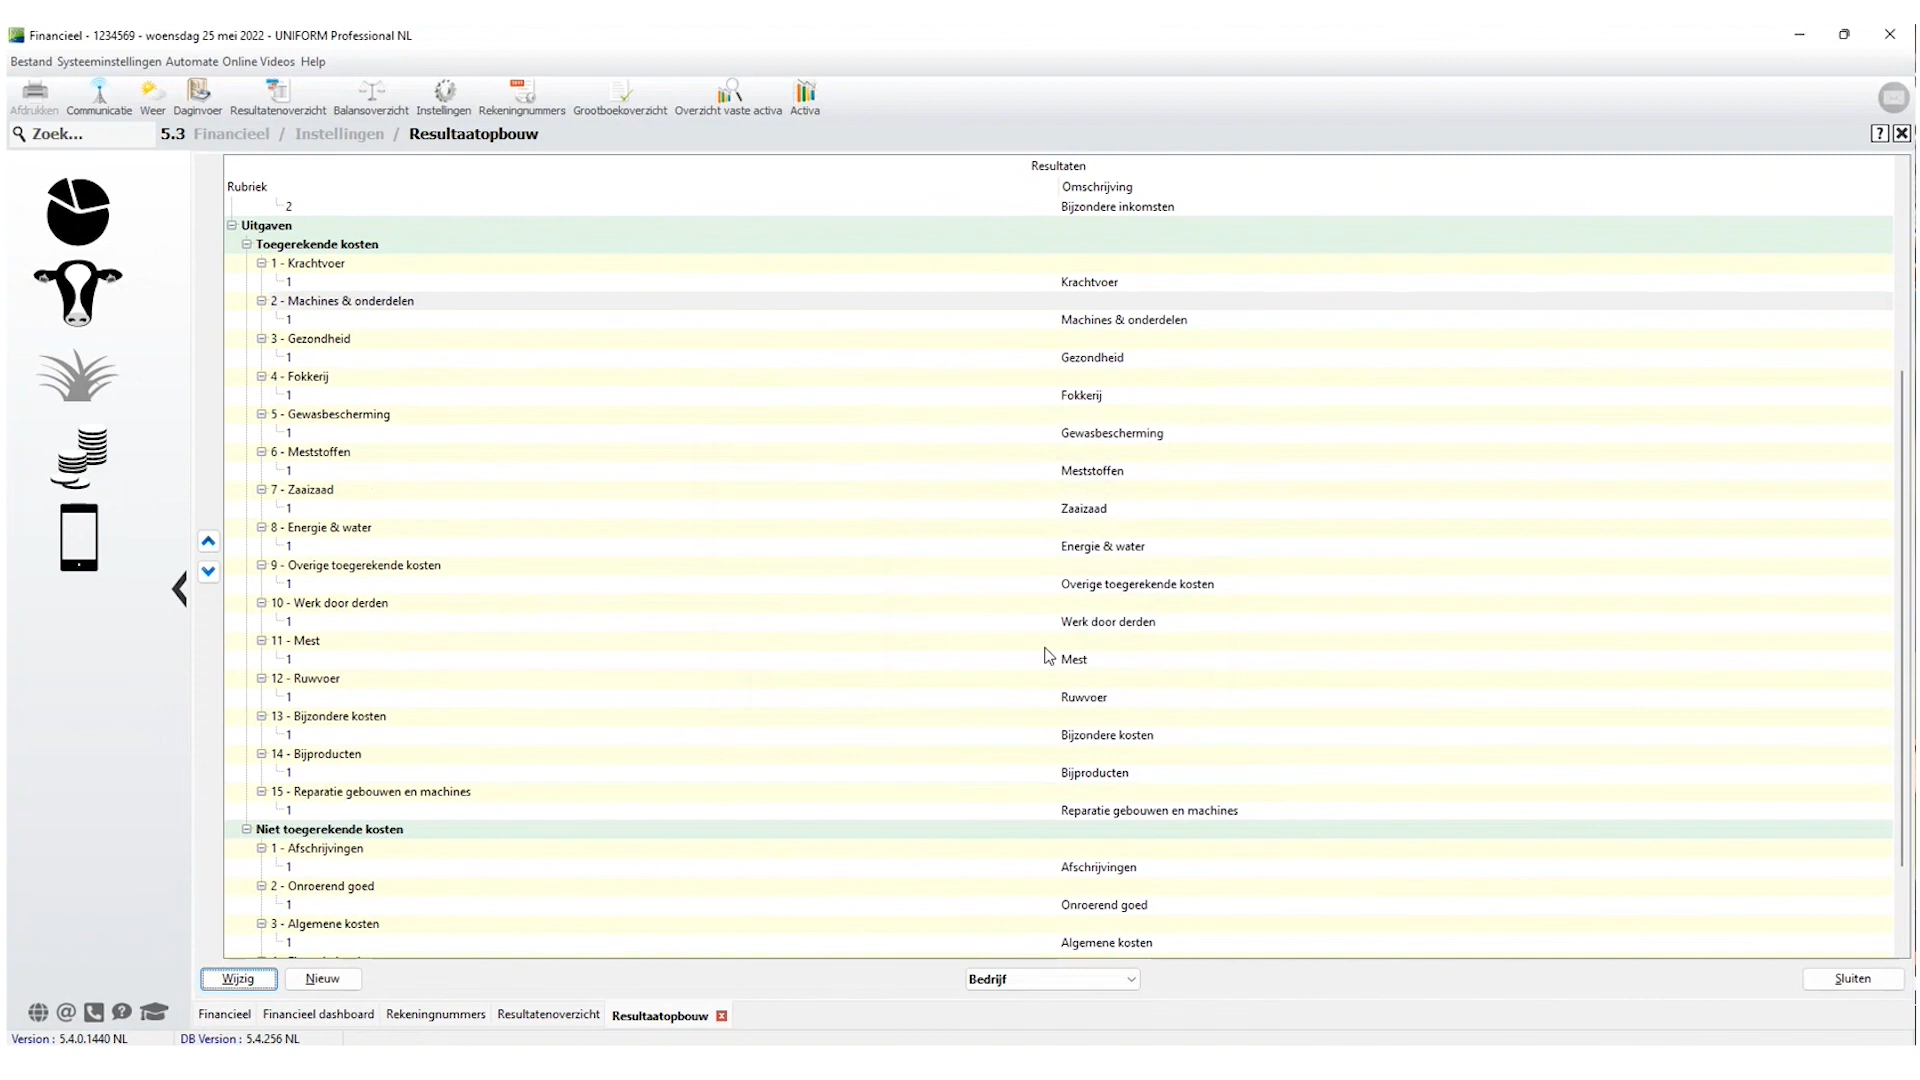 Financieel - 1234569 - woensdag 25 mei 2022 - UNIFORM Professional NL
Bestand Systeeminstellingen Automate Online Videos Help
Afdrukken Communicatie Weer Daginvoer Resultatenoverzicht Balansoverzicht Instellingen Rekeningnummers Grootboekoverzicht Overzicht vaste activa Activa
Zoek... 5.3 Financieel / Instellingen / Resultaatopbouw
Resultaten
Rubriek Omschrijving
2 Bijzondere inkomsten
Uitgaven
Toegerekende kosten
1 - Krachtvoer
1 Krachtvoer
2 - Machines & onderdelen
1 Machines & onderdelen
3 - Gezondheid
1 Gezondheid
4 - Fokkerij
1 Fokkerij
5 - Gewasbescherming
1 Gewasbescherming
6 - Meststoffen
1 Meststoffen
7 - Zaaizaad
1 Zaaizaad
8 - Energie & water
1 Energie & water
9 - Overige toegerekende kosten
1 Overige toegerekende kosten
10 - Werk door derden
1 Werk door derden
11 - Mest
1 Mest
12 - Ruwvoer
1 Ruwvoer
13 - Bijzondere kosten
1 Bijzondere kosten
14 - Bijproducten
1 Bijproducten
15 - Reparatie gebouwen en machines
1 Reparatie gebouwen en machines
Niet toegerekende kosten
1 - Afschrijvingen
1 Afschrijvingen
2 - Onroerend goed
1 Onroerend goed
3 - Algemene kosten
1 Algemene kosten
Wijzig Nieuw Bedrijf Sluiten
Financieel Financieel dashboard Rekeningnummers Resultatenoverzicht Resultaatopbouw
Version : 5.4.0.1440 NL DB Version : 5.4.256 NL